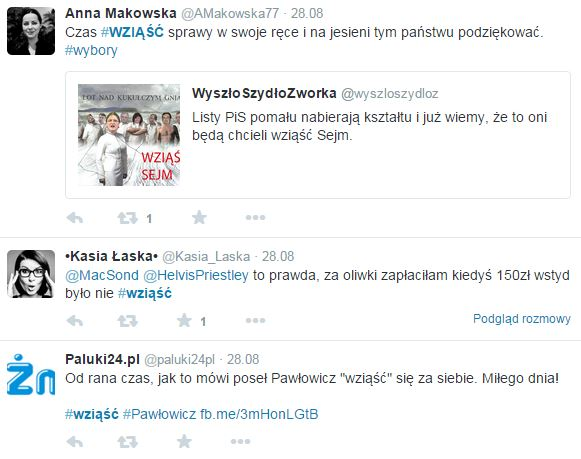 Anna Makowska @AMakowska77 · 28.08
Czas #WZIĄŚĆ sprawy w swoje ręce i na jesieni tym państwu podziękować.
#wybory
WyszłoSzydłoZworka @wyszloszydloz
LOT NAD KUKUŁCZYM GNIA
WZIĄŚ
SEJM
Listy PiS pomału nabierają kształtu i już wiemy, że to oni
będą chcieli wziąść Sejm.
1
•Kasia Łaska• @Kasia_Laska · 28.08
@MacSond @HelvisPriestley to prawda, za oliwki zapłaciłam kiedyś 150zł wstyd
było nie #wziąść
1
Podgląd rozmowy
Paluki24.pl @paluki24pl · 28.08
Żn
Od rana czas, jak to mówi poseł Pawłowicz "wziąść" się za siebie. Miłego dnia!
#wziąść #Pawłowicz fb.me/3mHonLGtB